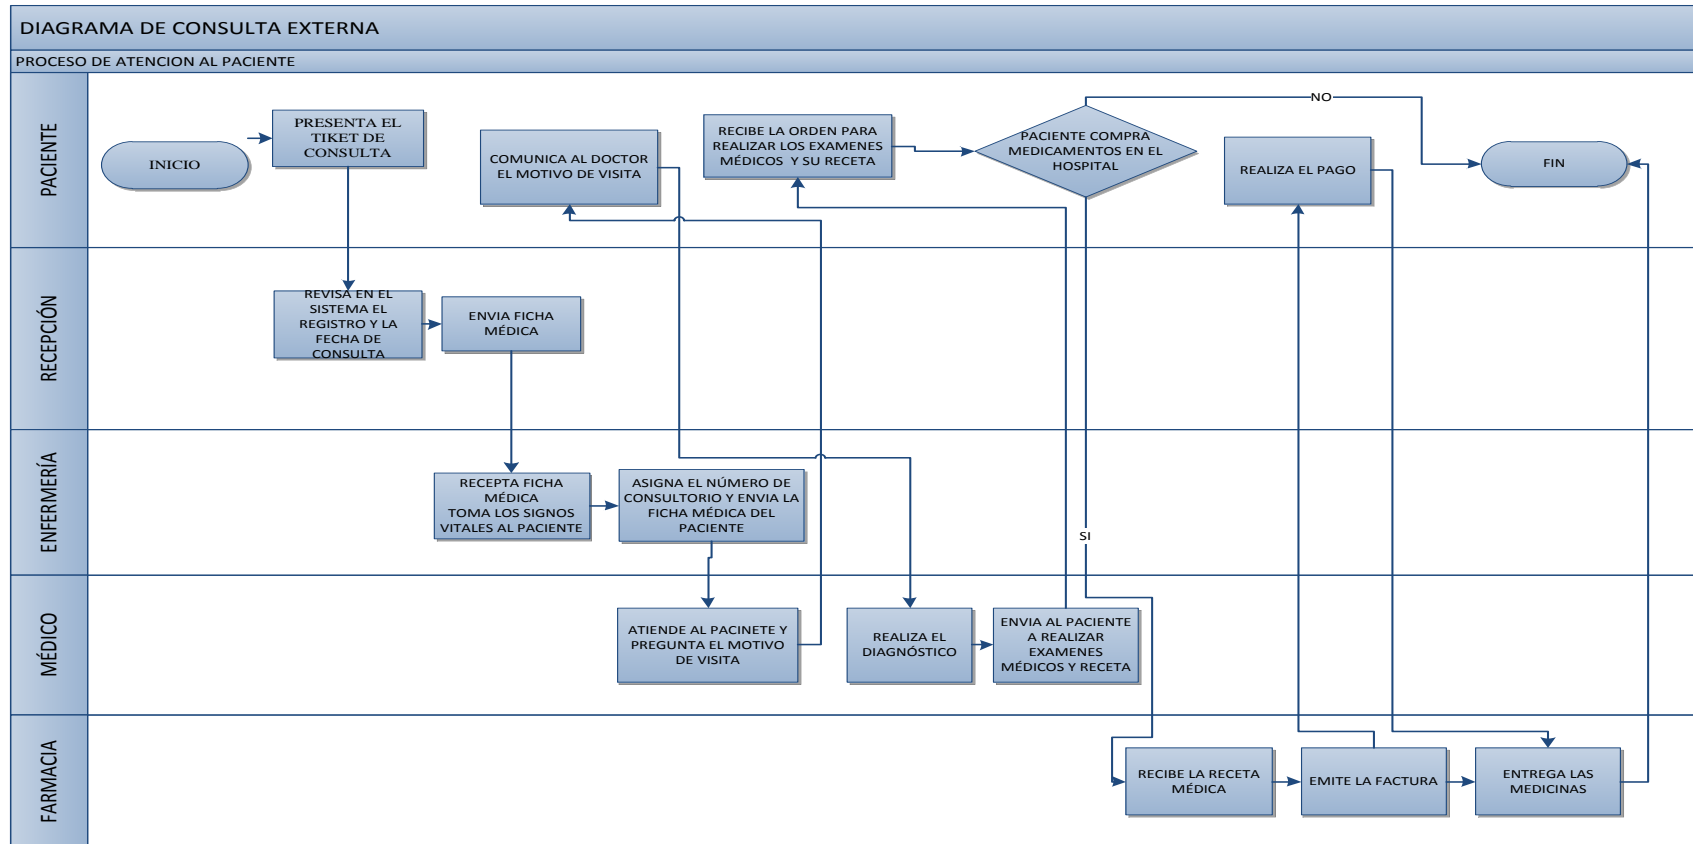 DIAGRAMA DE CONSULTA EXTERNA
PROCESO DE ATENCION AL PACIENTE
PACIENTE
INICIO
PRESENTA EL
TIKET DE
CONSULTA
COMUNICA AL DOCTOR
EL MOTIVO DE VISITA
RECIBE LA ORDEN PARA
REALIZAR LOS EXAMENES
MÉDICOS Y SU RECETA
PACIENTE COMPRA
MEDICAMENTOS EN EL
HOSPITAL
NO
REALIZA EL PAGO
FIN
RECEPCIÓN
REVISA EN EL
SISTEMA EL
REGISTRO Y LA
FECHA DE
CONSULTA
ENVIA FICHA
MÉDICA
ENFERMERÍA
RECEPTA FICHA
MÉDICA
TOMA LOS SIGNOS
VITALES AL PACIENTE
ASIGNA EL NÚMERO DE
CONSULTORIO Y ENVIA LA
FICHA MÉDICA DEL
PACIENTE
SI
MÉDICO
ATIENDE AL PACINETE Y
PREGUNTA EL MOTIVO
DE VISITA
REALIZA EL
DIAGNÓSTICO
ENVIA AL PACIENTE
A REALIZAR
EXAMENES
MÉDICOS Y RECETA
FARMACIA
RECIBE LA RECETA
MÉDICA
EMITE LA FACTURA
ENTREGA LAS
MEDICINAS